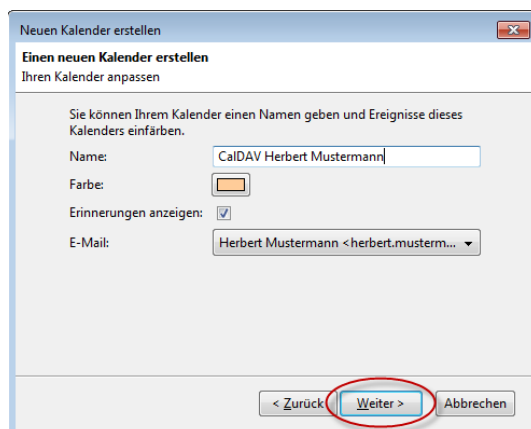 Neuen Kalender erstellen
Einen neuen Kalender erstellen
Ihren Kalender anpassen
Sie können Ihrem Kalender einen Namen geben und Ereignisse dieses
Kalenders einfärben.
Name: CalDAV Herbert Mustermann
Farbe:
Erinnerungen anzeigen:
E-Mail: Herbert Mustermann <herbert.musterm...
< Zurück Weiter > Abbrechen